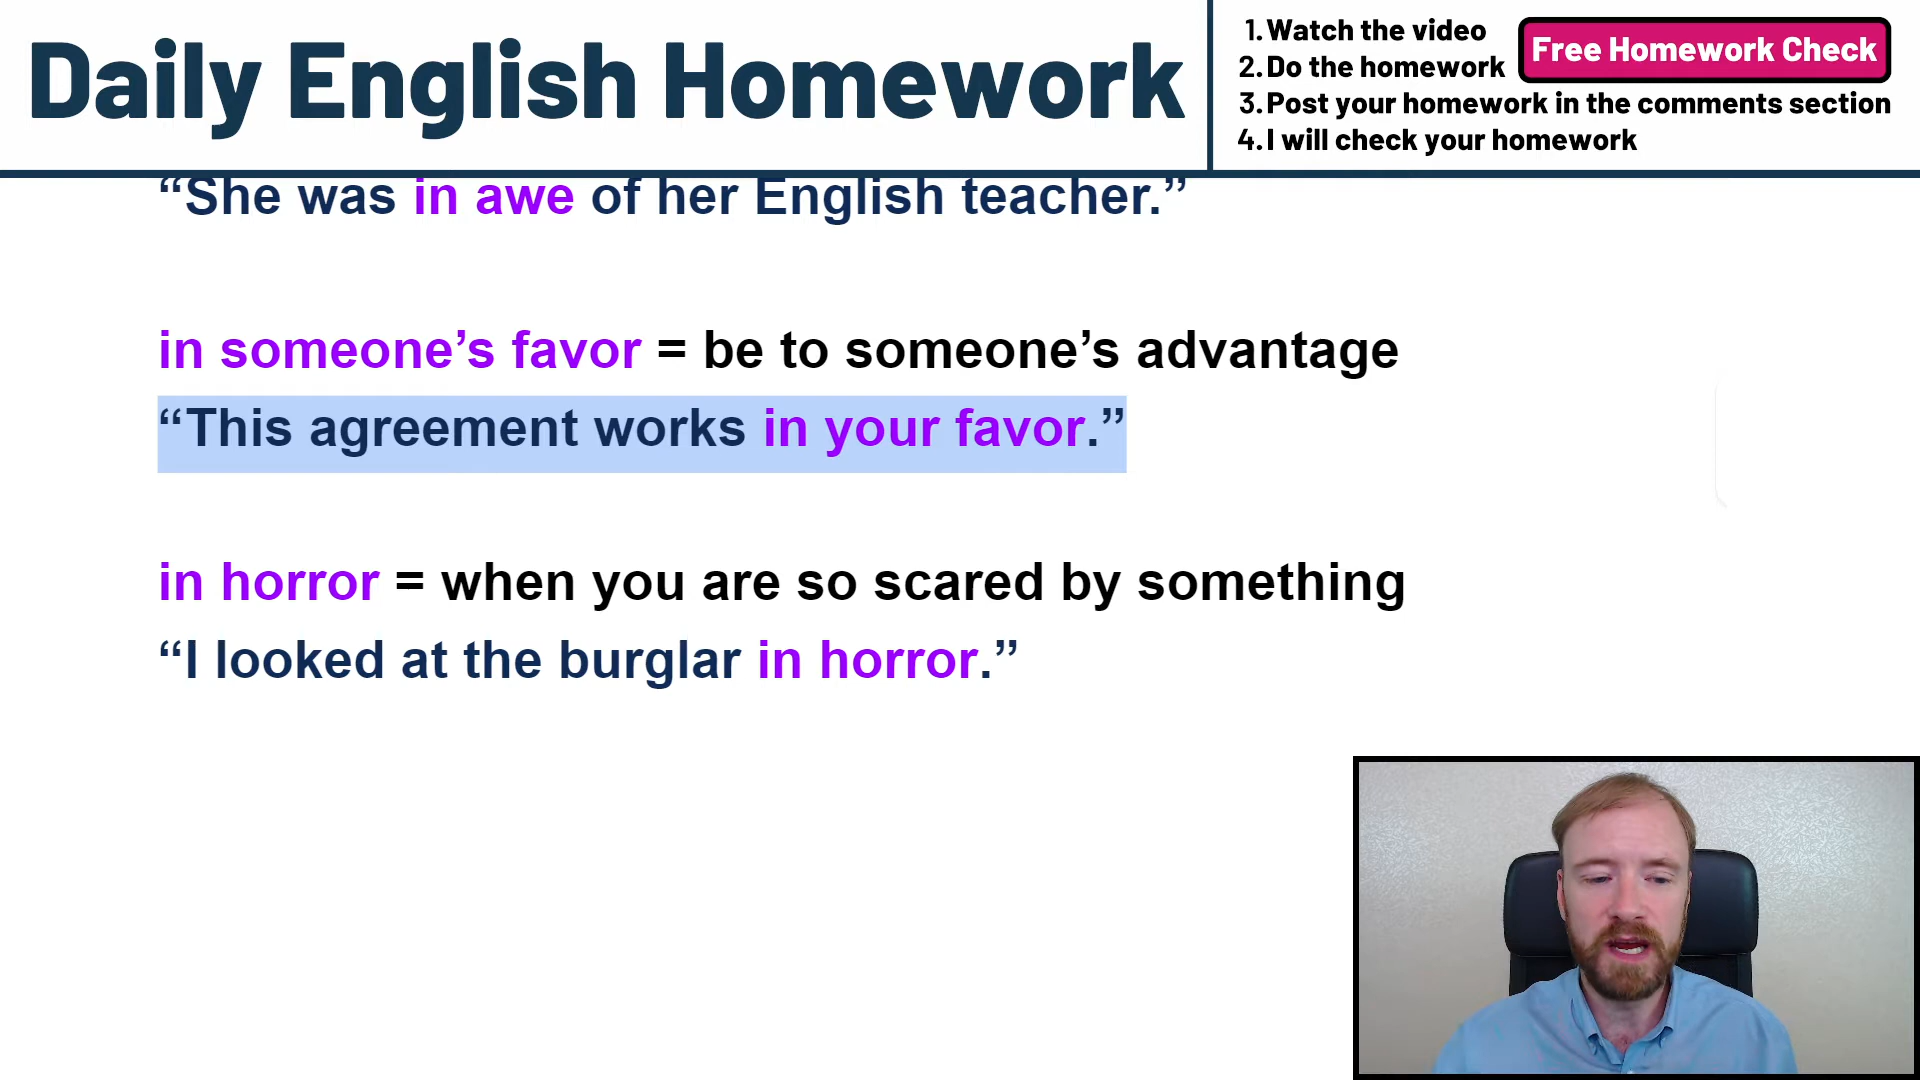 Daily English Homework
1. Watch the video
2. Do the homework
Free Homework Check
3. Post your homework in the comments section
4. I will check your homework
“She was in awe of her English teacher.”
in someone’s favor = be to someone’s advantage
“This agreement works in your favor.”
in horror = when you are so scared by something
“I looked at the burglar in horror.”